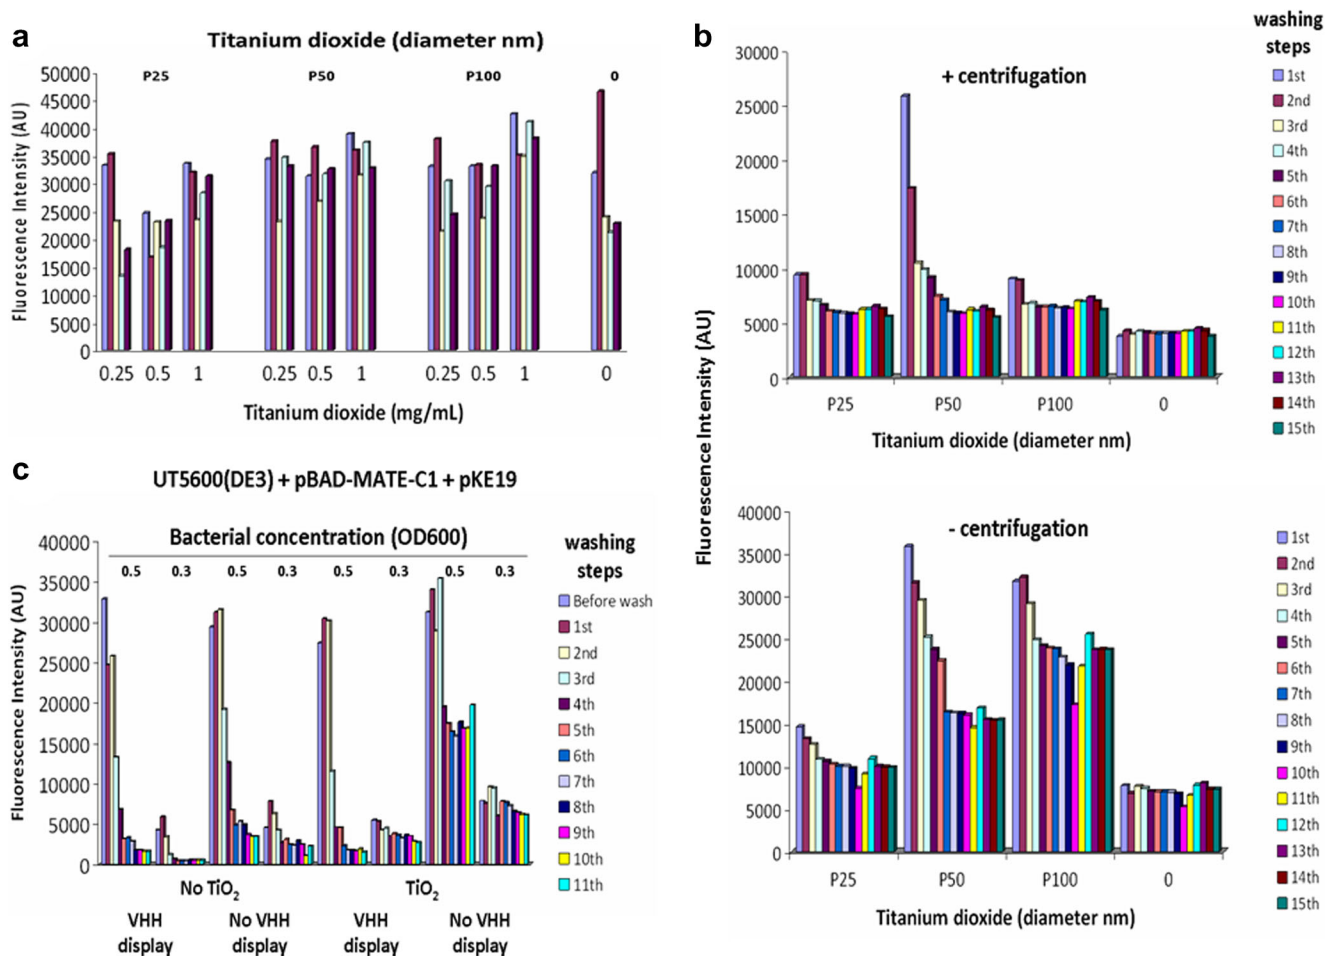 a
Titanium dioxide (diameter nm)
P25 P50 P100 0
Fluorescence Intensity (AU)
50000
45000
40000
35000
30000
25000
20000
15000
10000
5000
0
0.25 0.5 1 0.25 0.5 1 0.25 0.5 1 0
Titanium dioxide (mg/mL)
b
washing
steps
+ centrifugation
Fluorescence Intensity (AU)
30000
25000
20000
15000
10000
5000
0
P25 P50 P100 0
Titanium dioxide (diameter nm)
1st
2nd
3rd
4th
5th
6th
7th
8th
9th
10th
11th
12th
13th
14th
15th
- centrifugation
40000
35000
30000
25000
20000
15000
10000
5000
0
P25 P50 P100 0
Titanium dioxide (diameter nm)
1st
2nd
3rd
4th
5th
6th
7th
8th
9th
10th
11th
12th
13th
14th
15th
c
UT5600(DE3) + pBAD-MATE-C1 + pKE19
Bacterial concentration (OD600)
0.5 0.3 0.5 0.3 0.5 0.3 0.5 0.3
Fluorescence Intensity (AU)
40000
35000
30000
25000
20000
15000
10000
5000
0
No TiO₂ TiO₂
VHH No VHH VHH No VHH
display display display display
washing
steps
Before wash
1st
2nd
3rd
4th
5th
6th
7th
8th
9th
10th
11th